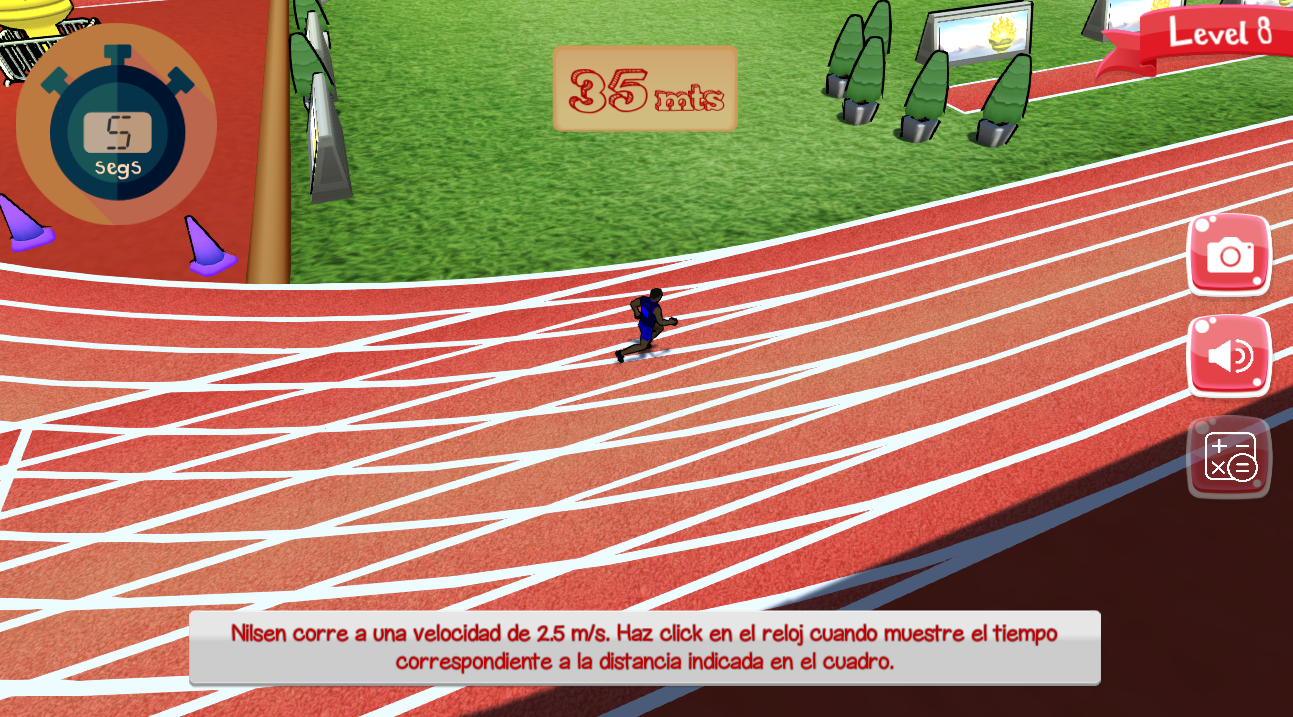 Level 8
35 mts
5
segs
Nilsen corre a una velocidad de 2.5 m/s. Haz click en el reloj cuando muestre el tiempo
correspondiente a la distancia indicada en el cuadro.